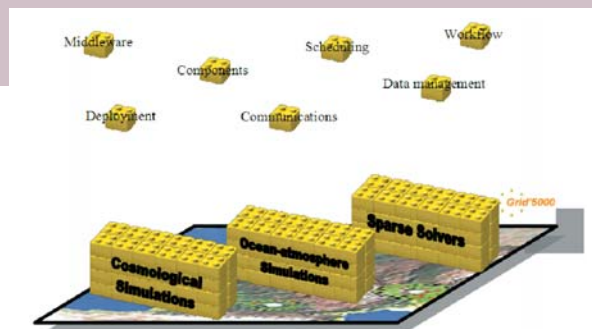 Middleware
Scheduling
Workflow
Components
Data management
Deployment
Communications
Grid'5000
Sparse Solvers
Ocean-atmosphere
Simulations
Cosmological
Simulations